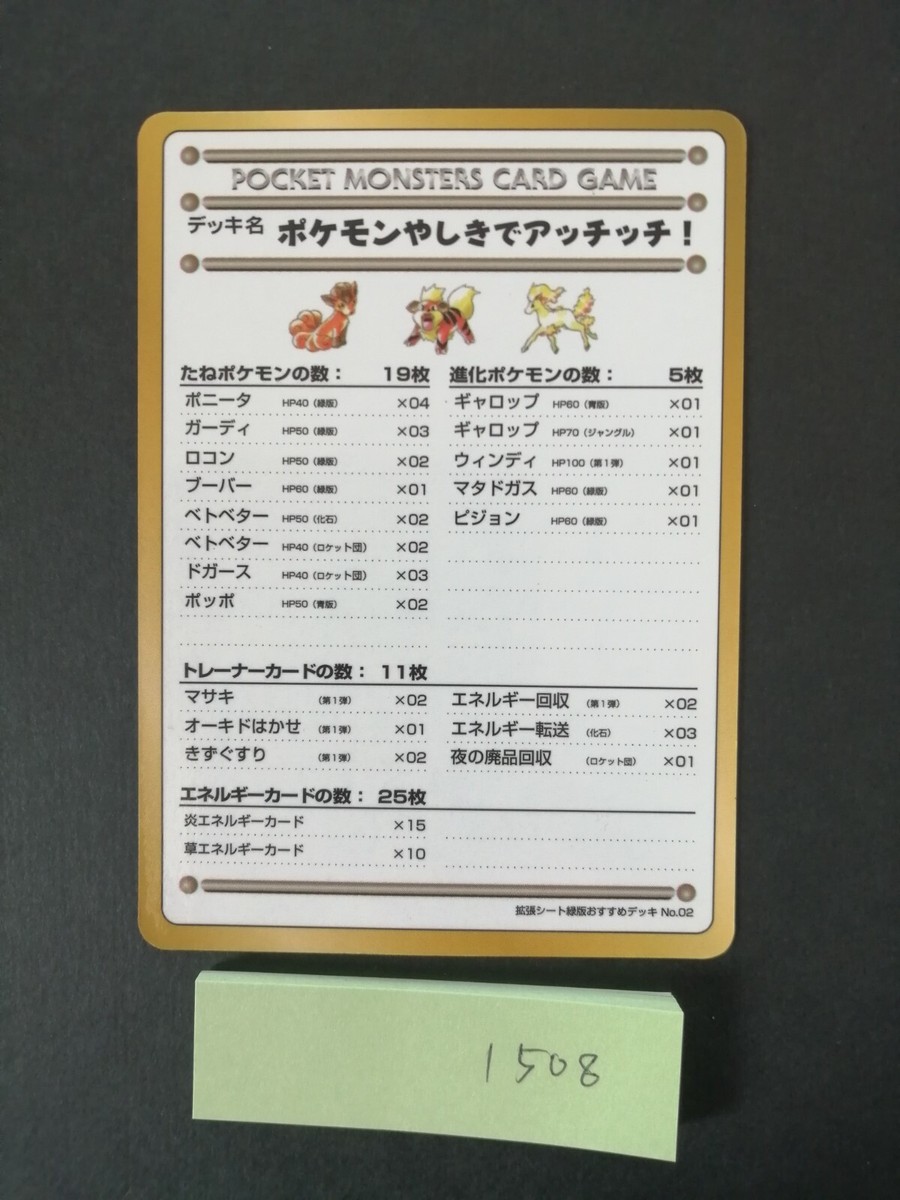 POCKET MONSTERS CARD GAME
デッキ名 ポケモンやしきでアッチッチ！
たねポケモンの数： 19枚
ポニータ HP40（緑版） ×04
ガーディ HP50（緑版） ×03
ロコン HP50（緑版） ×02
ブーバー HP60（緑版） ×01
ベトベター HP50（化石） ×02
ベトベター HP40（ロケット団） ×02
ドガース HP40（ロケット団） ×03
ポッポ HP50（青版） ×02
進化ポケモンの数： 5枚
ギャロップ HP60（青版） ×01
ギャロップ HP70（ジャングル） ×01
ウィンディ HP100（第1弾） ×01
マタドガス HP60（緑版） ×01
ピジョン HP60（緑版） ×01
トレーナーカードの数： 11枚
マサキ （第1弾） ×02
オーキドはかせ （第1弾） ×01
きずぐすり （第1弾） ×02
エネルギー回収 （第1弾） ×02
エネルギー転送 （化石） ×03
夜の廃品回収 （ロケット団） ×01
エネルギーカードの数： 25枚
炎エネルギーカード ×15
草エネルギーカード ×10
拡張シート緑版おすすめデッキ No.02
1508